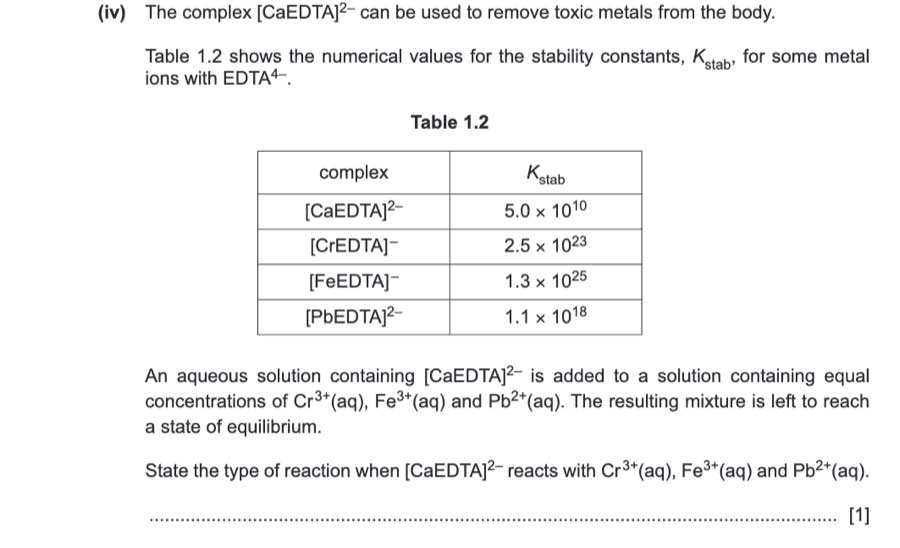 (iv) The complex [CaEDTA]²⁻ can be used to remove toxic metals from the body.
Table 1.2 shows the numerical values for the stability constants, Kstab, for some metal
ions with EDTA⁴⁻.
Table 1.2
complex Kstab
[CaEDTA]²⁻ 5.0 × 10¹⁰
[CrEDTA]⁻ 2.5 × 10²³
[FeEDTA]⁻ 1.3 × 10²⁵
[PbEDTA]²⁻ 1.1 × 10¹⁸
An aqueous solution containing [CaEDTA]²⁻ is added to a solution containing equal
concentrations of Cr³⁺(aq), Fe³⁺(aq) and Pb²⁺(aq). The resulting mixture is left to reach
a state of equilibrium.
State the type of reaction when [CaEDTA]²⁻ reacts with Cr³⁺(aq), Fe³⁺(aq) and Pb²⁺(aq).
.......................................................................................................................... [1]